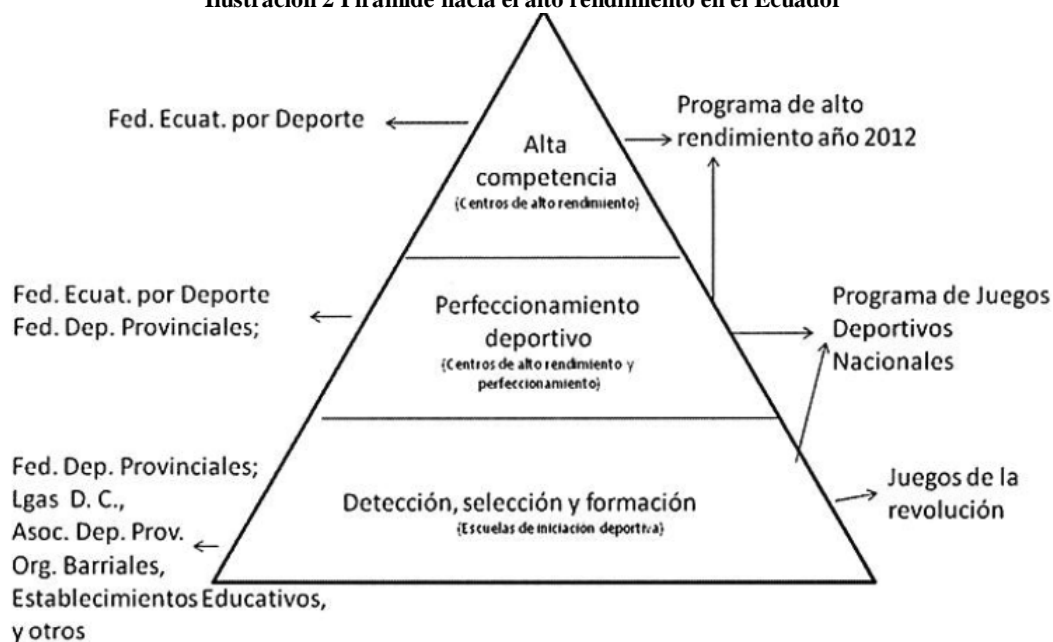 Ilustración 2 Pirámide hacia el alto rendimiento en el Ecuador
Fed. Ecuat. por Deporte
Alta
competencia
(Centros de alto rendimiento)
Programa de alto
rendimiento año 2012
Fed. Ecuat. por Deporte
Fed. Dep. Provinciales;
Perfeccionamiento
deportivo
(Centros de alto rendimiento y
perfeccionamiento)
Programa de Juegos
Deportivos
Nacionales
Fed. Dep. Provinciales;
Lgas D. C.,
Asoc. Dep. Prov.
Org. Barriales,
Establecimientos Educativos,
y otros
Detección, selección y formación
(Escuelas de iniciación deportiva)
Juegos de la
revolución